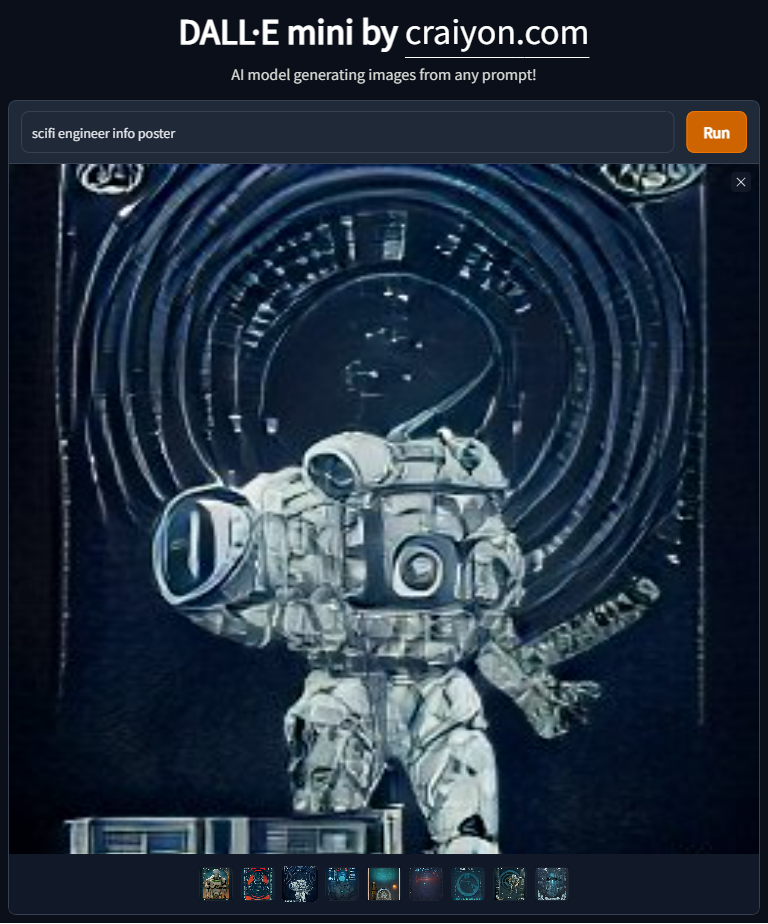 DALL·E mini by craiyon.com
AI model generating images from any prompt!
scifi engineer info poster
Run